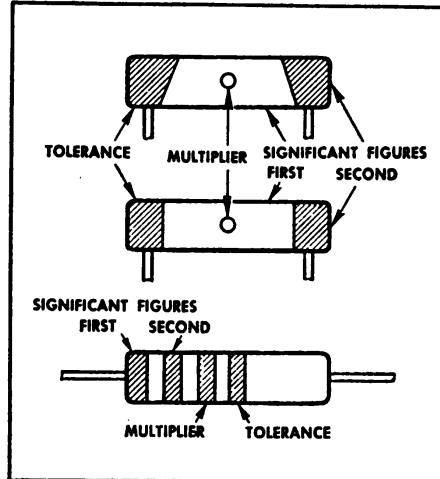 TOLERANCE
MULTIPLIER
SIGNIFICANT FIGURES
FIRST SECOND
SIGNIFICANT FIGURES
FIRST SECOND
MULTIPLIER
TOLERANCE